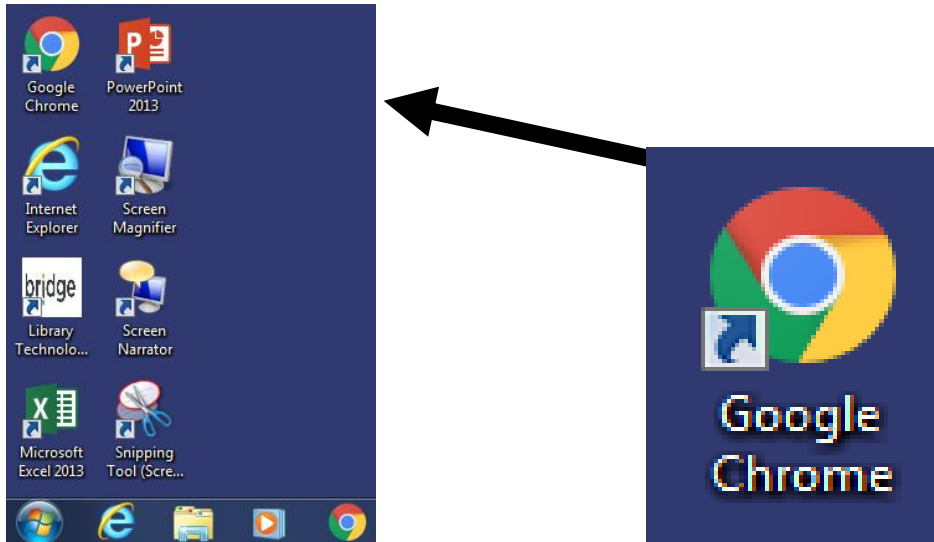 Google
Chrome
PowerPoint
2013
Internet
Explorer
Screen
Magnifier
bridge
Library
Technolo...
Screen
Narrator
Microsoft
Excel 2013
Snipping
Tool (Scre...
Google
Chrome